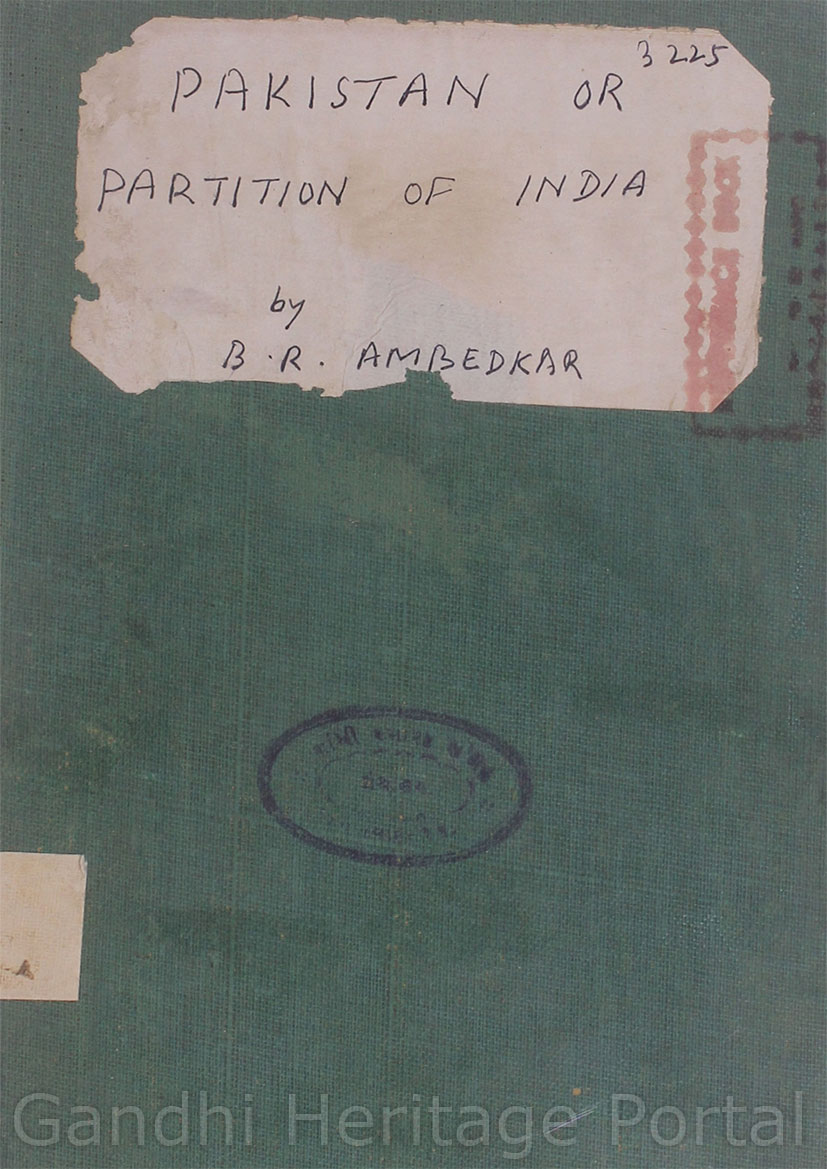 3225
PAKISTAN OR
PARTITION OF INDIA
by
B.R. AMBEDKAR
A
Gandhi Heritage Portal